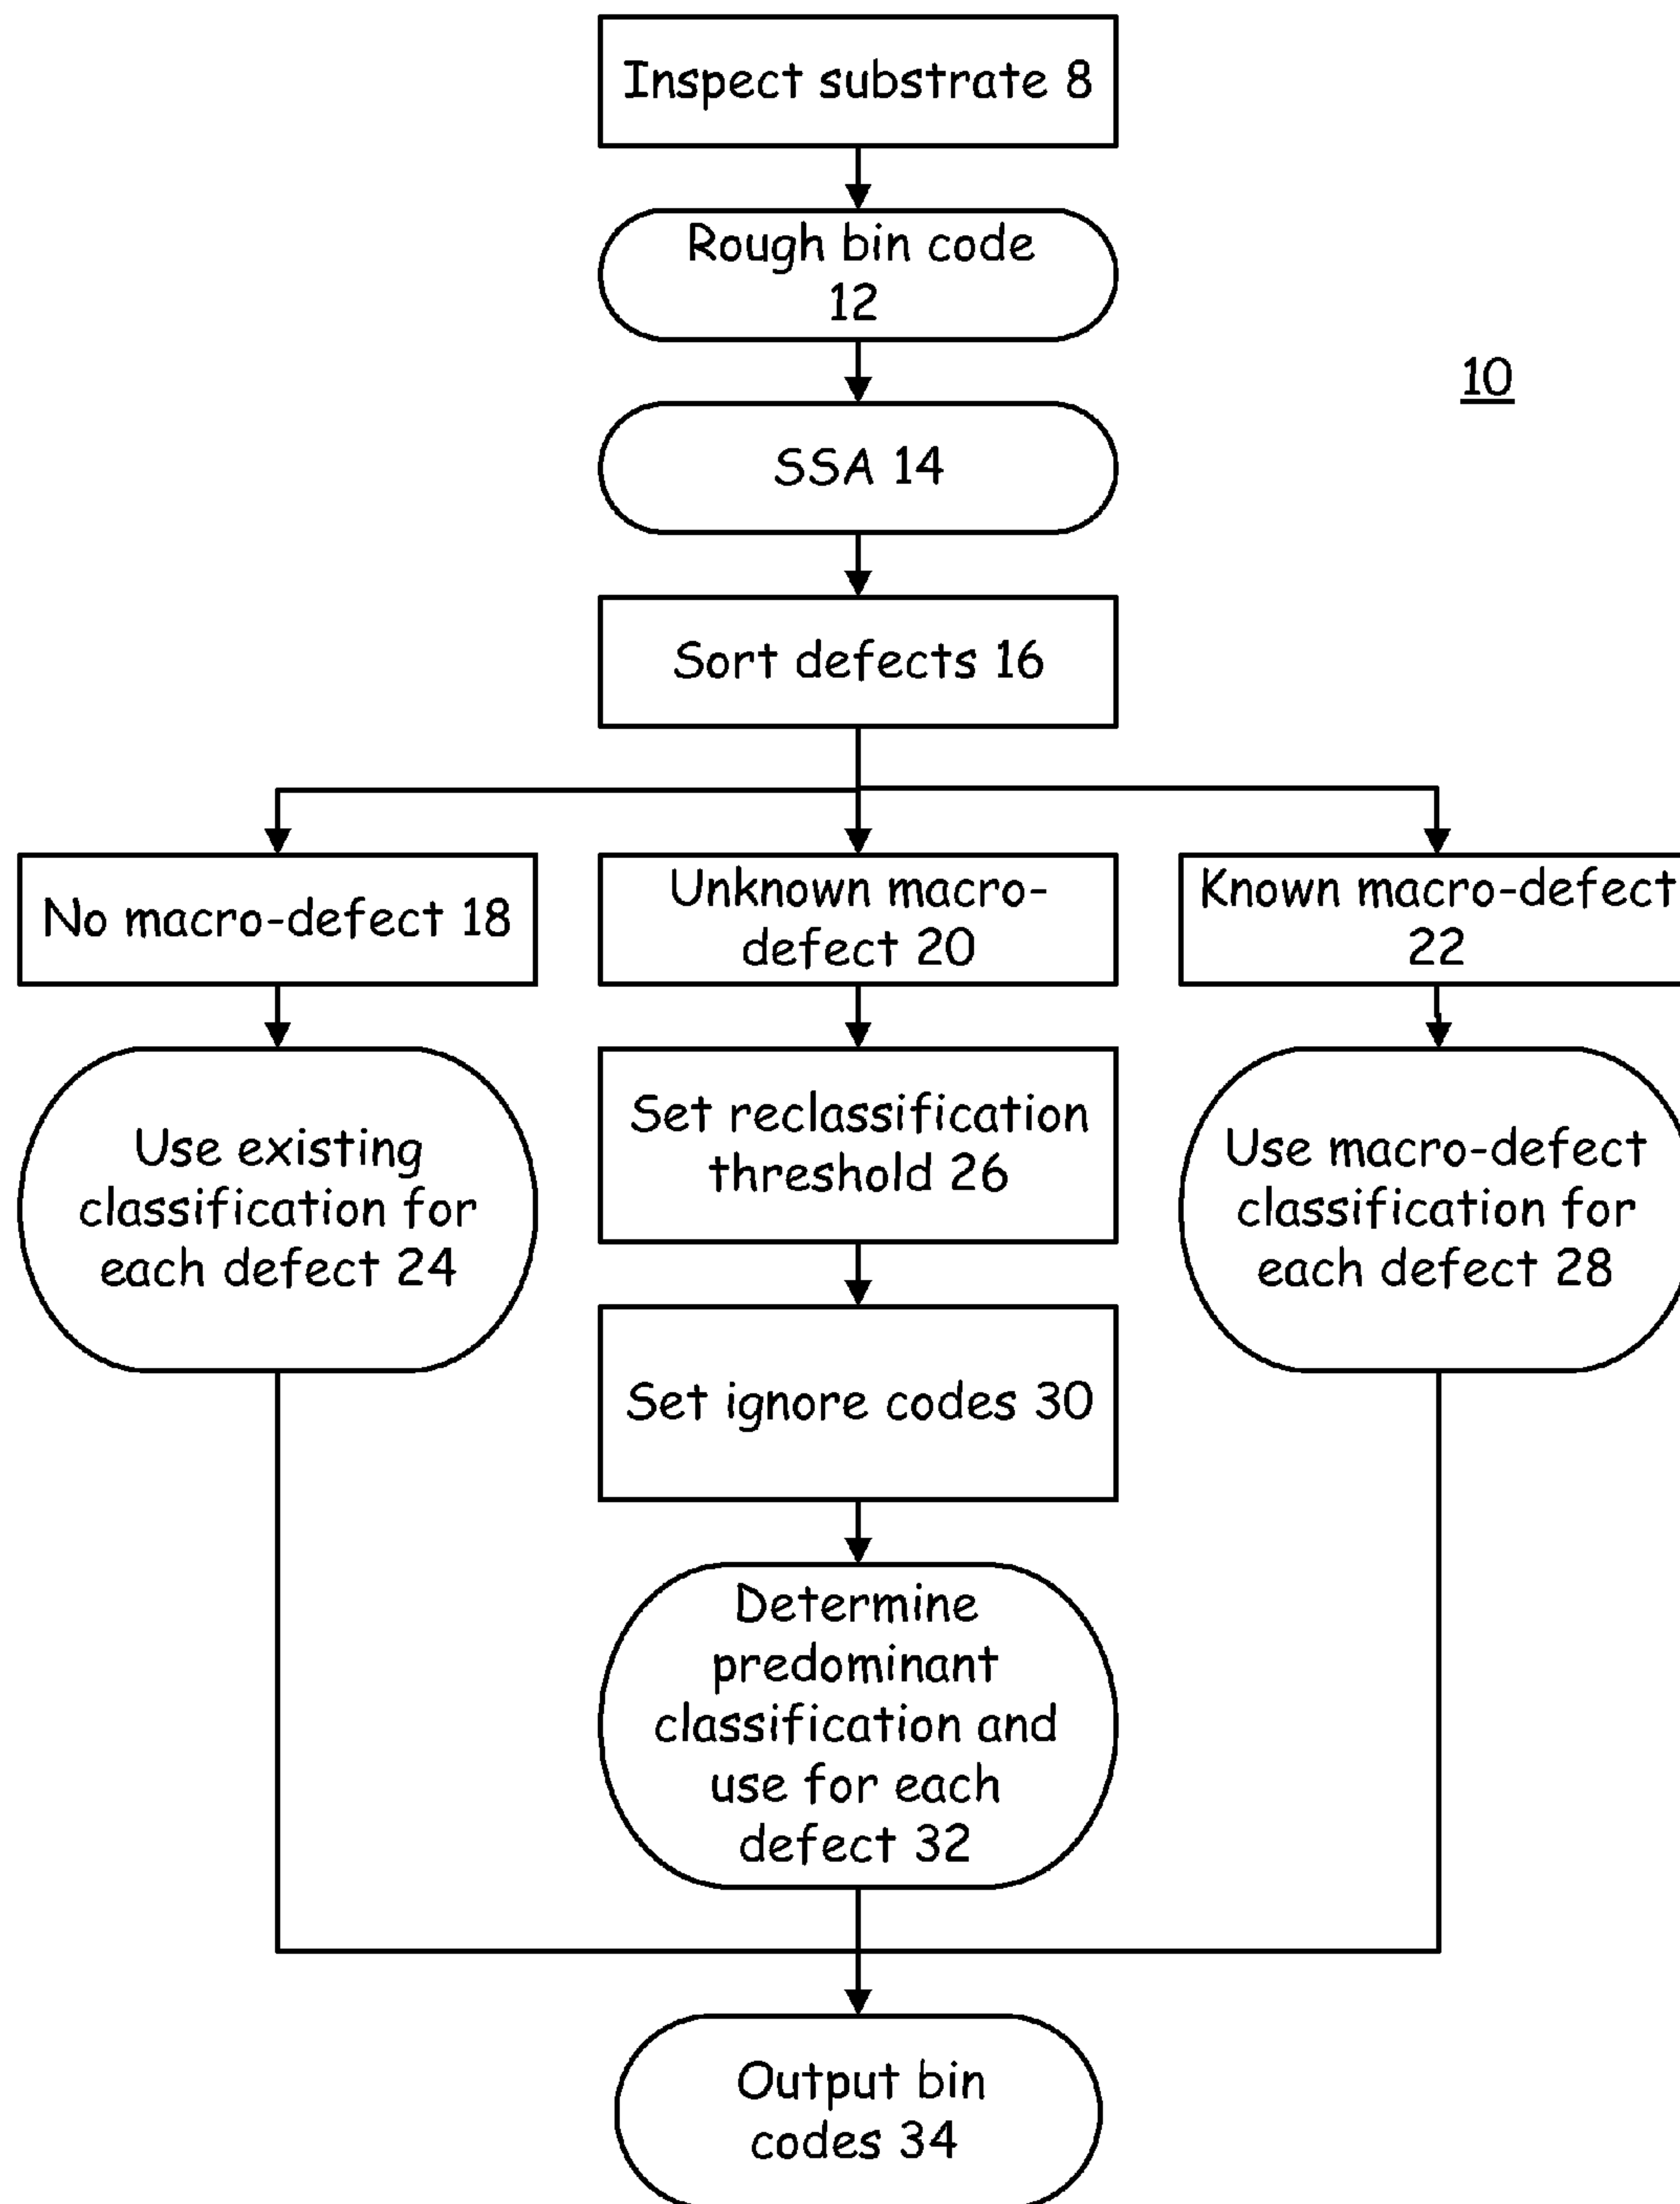 Inspect substrate 8
Rough bin code
12
10
SSA 14
Sort defects 16
No macro-defect 18
Unknown macro-
defect 20
Known macro-defect
22
Use existing
classification for
each defect 24
Set reclassification
threshold 26
Use macro-defect
classification for
each defect 28
Set ignore codes 30
Determine
predominant
classification and
use for each
defect 32
Output bin
codes 34